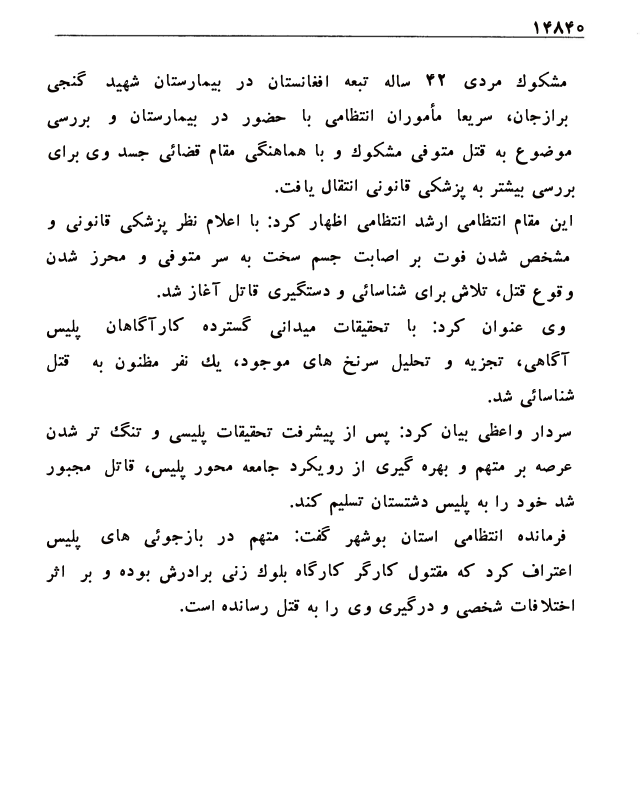 ۱۴۸۴۰
مشکوك مردی ۴۲ ساله تبعه افغانستان در بیمارستان شهید گنجی
برازجان، سریعا مأموران انتظامی با حضور در بیمارستان و بررسی
موضوع به قتل متوفی مشکوك و با هماهنگی مقام قضائی جسد وی برای
بررسی بیشتر به پزشکی قانونی انتقال یافت.
این مقام انتظامی ارشد انتظامی اظهار کرد: با اعلام نظر پزشکی قانونی و
مشخص شدن فوت بر اصابت جسم سخت به سر متوفی و محرز شدن
وقوع قتل، تلاش برای شناسائی و دستگیری قاتل آغاز شد.
وی عنوان کرد: با تحقیقات میدانی گسترده کارآگاهان پلیس
آگاهی، تجزیه و تحلیل سرنخ های موجود، یك نفر مظنون به قتل
شناسائی شد.
سردار واعظی بیان کرد: پس از پیشرفت تحقیقات پلیسی و تنگ تر شدن
عرصه بر متهم و بهره گیری از رویکرد جامعه محور پلیس، قاتل مجبور
شد خود را به پلیس دشتستان تسلیم کند.
فرمانده انتظامی استان بوشهر گفت: متهم در بازجوئی های پلیس
اعتراف کرد که مقتول کارگر کارگاه بلوك زنی برادرش بوده و بر اثر
اختلافات شخصی و درگیری وی را به قتل رسانده است.